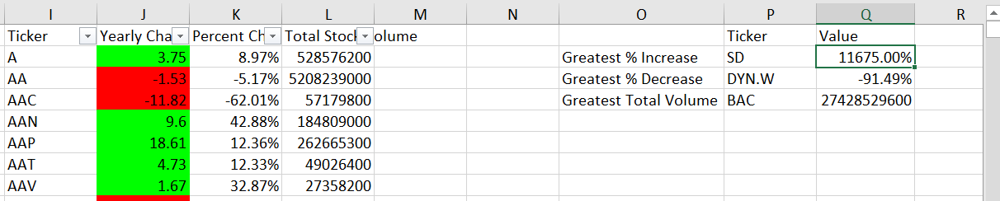 I J K L M N O P Q R
Ticker Yearly Cha Percent Ch Total Stock olume Ticker Value
A 3.75 8.97% 528576200 Greatest % Increase SD 11675.00%
AA -1.53 -5.17% 5208239000 Greatest % Decrease DYN.W -91.49%
AAC -11.82 -62.01% 57179800 Greatest Total Volume BAC 27428529600
AAN 9.6 42.88% 184809000
AAP 18.61 12.36% 262665300
AAT 4.73 12.33% 49026400
AAV 1.67 32.87% 27358200